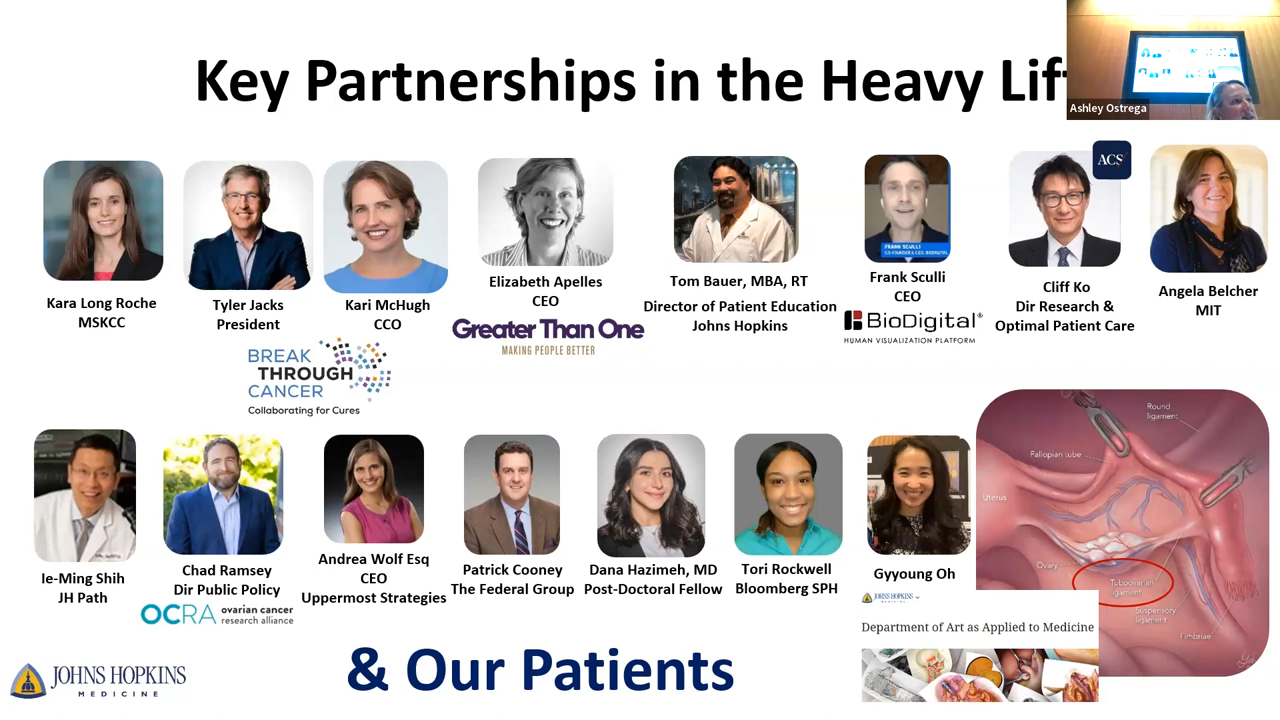 Key Partnerships in the Heavy Lif
Ashley Ostrega
ACS
Kara Long Roche
MSKCC
Tyler Jacks
President
Kari McHugh
CCO
BREAK
THROUGH
CANCER
Collaborating for Cures
Elizabeth Apelles
CEO
Greater Than One
MAKING PEOPLE BETTER
Tom Bauer, MBA, RT
Director of Patient Education
Johns Hopkins
FRANK SCULLI
Frank Sculli
CEO
BioDigital®
HUMAN VISUALIZATION PLATFORM
Cliff Ko
Dir Research &
Optimal Patient Care
Angela Belcher
MIT
Ie-Ming Shih
JH Path
Chad Ramsey
Dir Public Policy
OCRA ovarian cancer
research alliance
Andrea Wolf Esq
CEO
Uppermost Strategies
Patrick Cooney
The Federal Group
Dana Hazimeh, MD
Post-Doctoral Fellow
Tori Rockwell
Bloomberg SPH
Gyyoung Oh
JOHNS HOPKINS
MEDICINE
Department of Art as Applied to Medicine
Round
ligament
Fallopian tube
Uterus
Ovary
Tuboovarian
ligament
Suspensory
ligament
Fimbriae
JOHNS HOPKINS
MEDICINE
& Our Patients